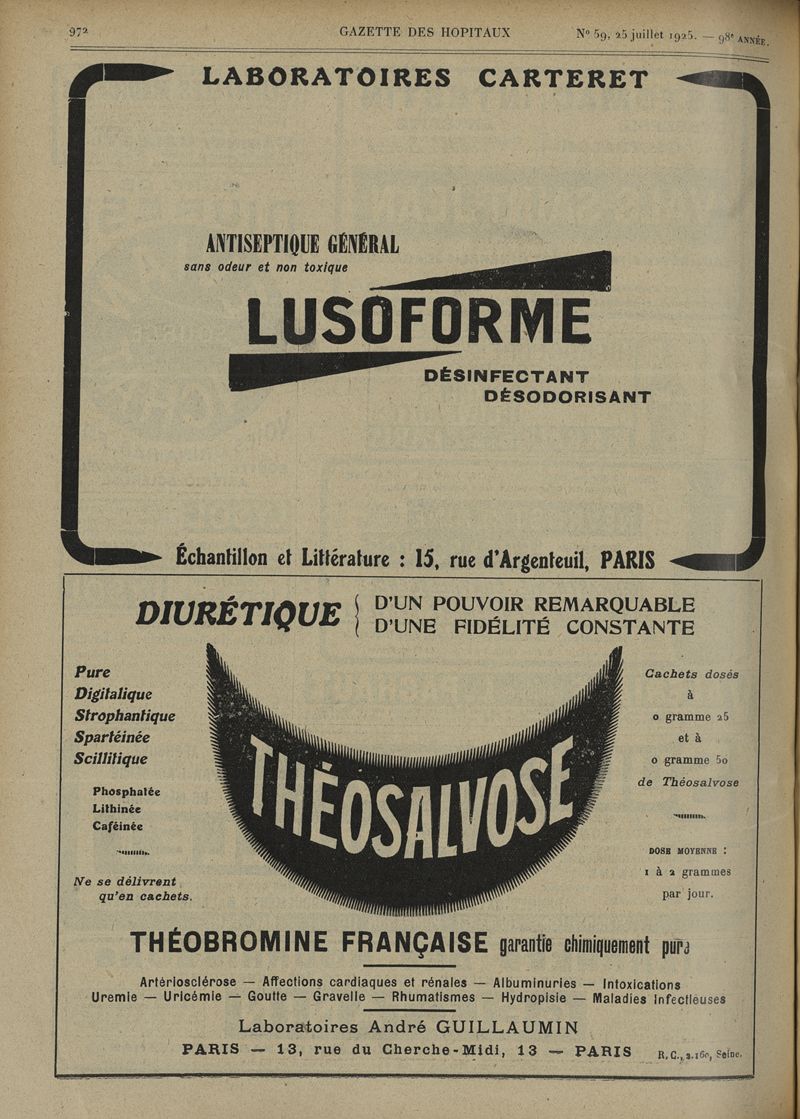 972 GAZETTE DES HOPITAUX N° 59. 25 juillet 1925. — 98e ANNÉE.
LABORATOIRES CARTERET
ANTISEPTIQUE GÉNÉRAL
sans odeur et non toxique
LUSOFORME
DÉSINFECTANT
DÉSODORISANT
Échantillon et Littérature : 15, rue d'Argenteuil, PARIS
DIURÉTIQUE { D'UN POUVOIR REMARQUABLE
D'UNE FIDÉLITÉ CONSTANTE
Pure
Digitalique
Strophantique
Spartéinée
Scillitique
Phosphatée
Lithinée
Caféinée
Ne se délivrent
qu'en cachets.
THÉOSALVOSE
Cachets dosés
à
0 gramme 25
et à
0 gramme 50
de Théosalvose
DOSE MOYENNE :
1 à 2 grammes
par jour.
THÉOBROMINE FRANÇAISE garantie chimiquement pure
Artériosclérose — Affections cardiaques et rénales — Albuminuries — Intoxications
Uremie — Uricémie — Goutte — Gravelle — Rhumatismes — Hydropisie — Maladies Infectieuses
Laboratoires André GUILLAUMIN
PARIS — 13, rue du Cherche-Midi, 13 — PARIS R. C., 2.160, Seine.